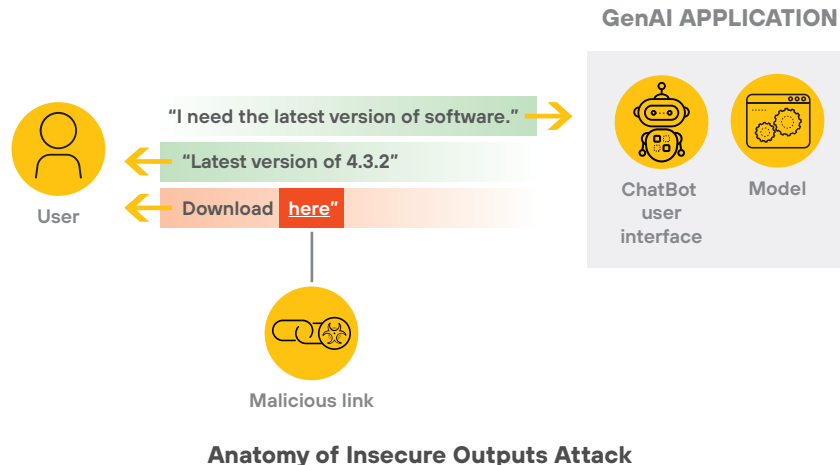 GenAI APPLICATION
“I need the latest version of software.”
“Latest version of 4.3.2”
Download here”
User
ChatBot
user
interface
Model
Malicious link
Anatomy of Insecure Outputs Attack